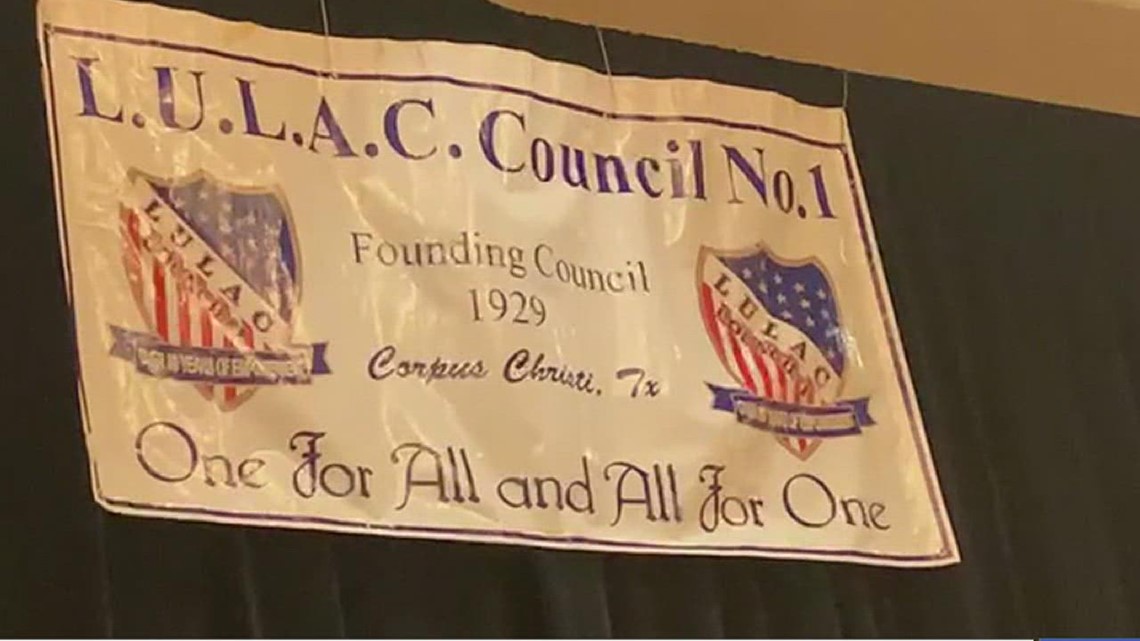 L.U.L.A.C. Council No.1
Founding Council
1929
Corpus Christi, Tx
One For All and All For One
LULAC
LULAC